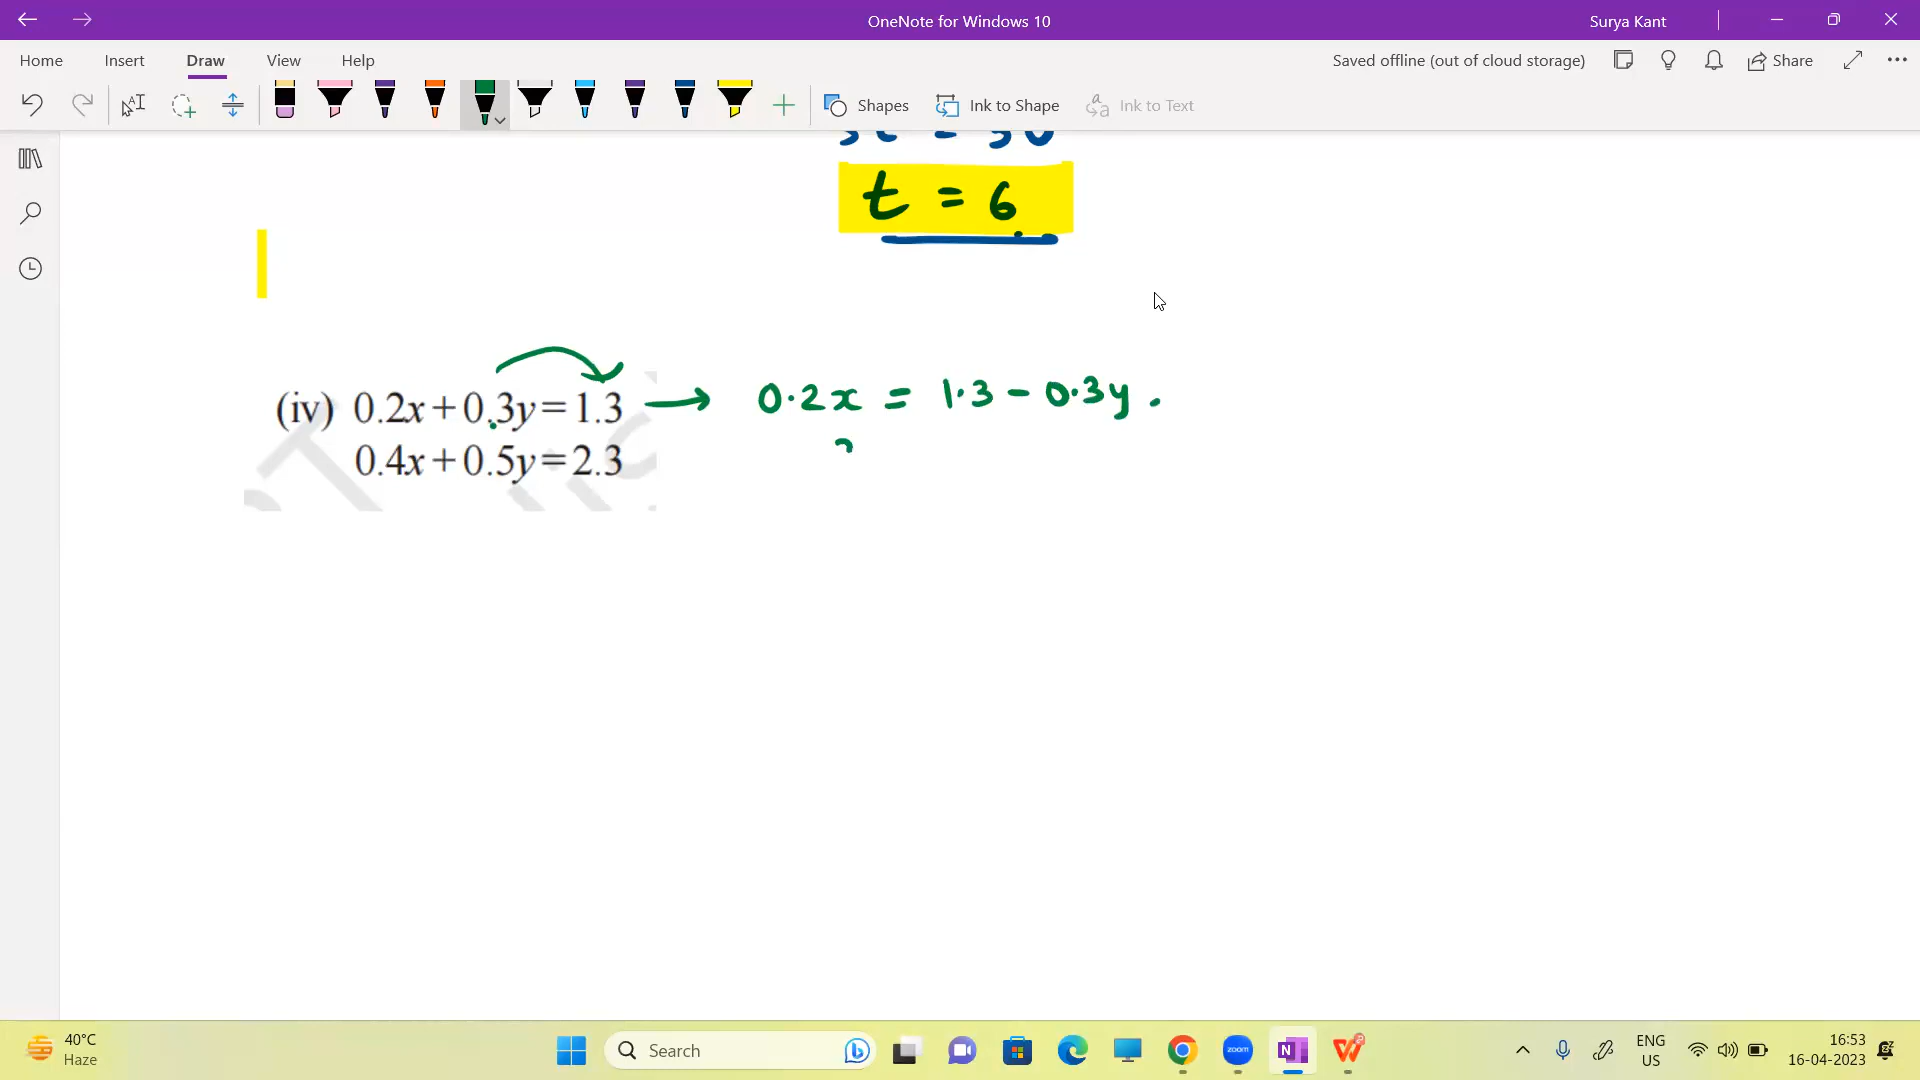 OneNote for Windows 10
Surya Kant
Home Insert Draw View Help
Saved offline (out of cloud storage)
Share
Shapes
Ink to Shape
Ink to Text
t = 6
(iv) 0.2x+0.3y=1.3 → 0.2x = 1.3 - 0.3y.
0.4x+0.5y=2.3
40°C
Haze
Search
zoom
ENG
US
16:53
16-04-2023